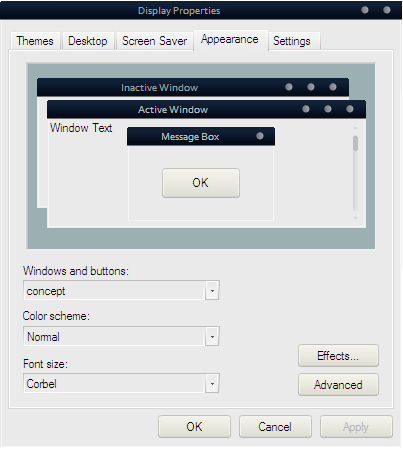 Display Properties
Themes Desktop Screen Saver Appearance Settings
Inactive Window
Active Window
Window Text
Message Box
OK
Windows and buttons:
concept
Color scheme:
Normal
Effects...
Font size:
Corbel
Advanced
OK Cancel Apply